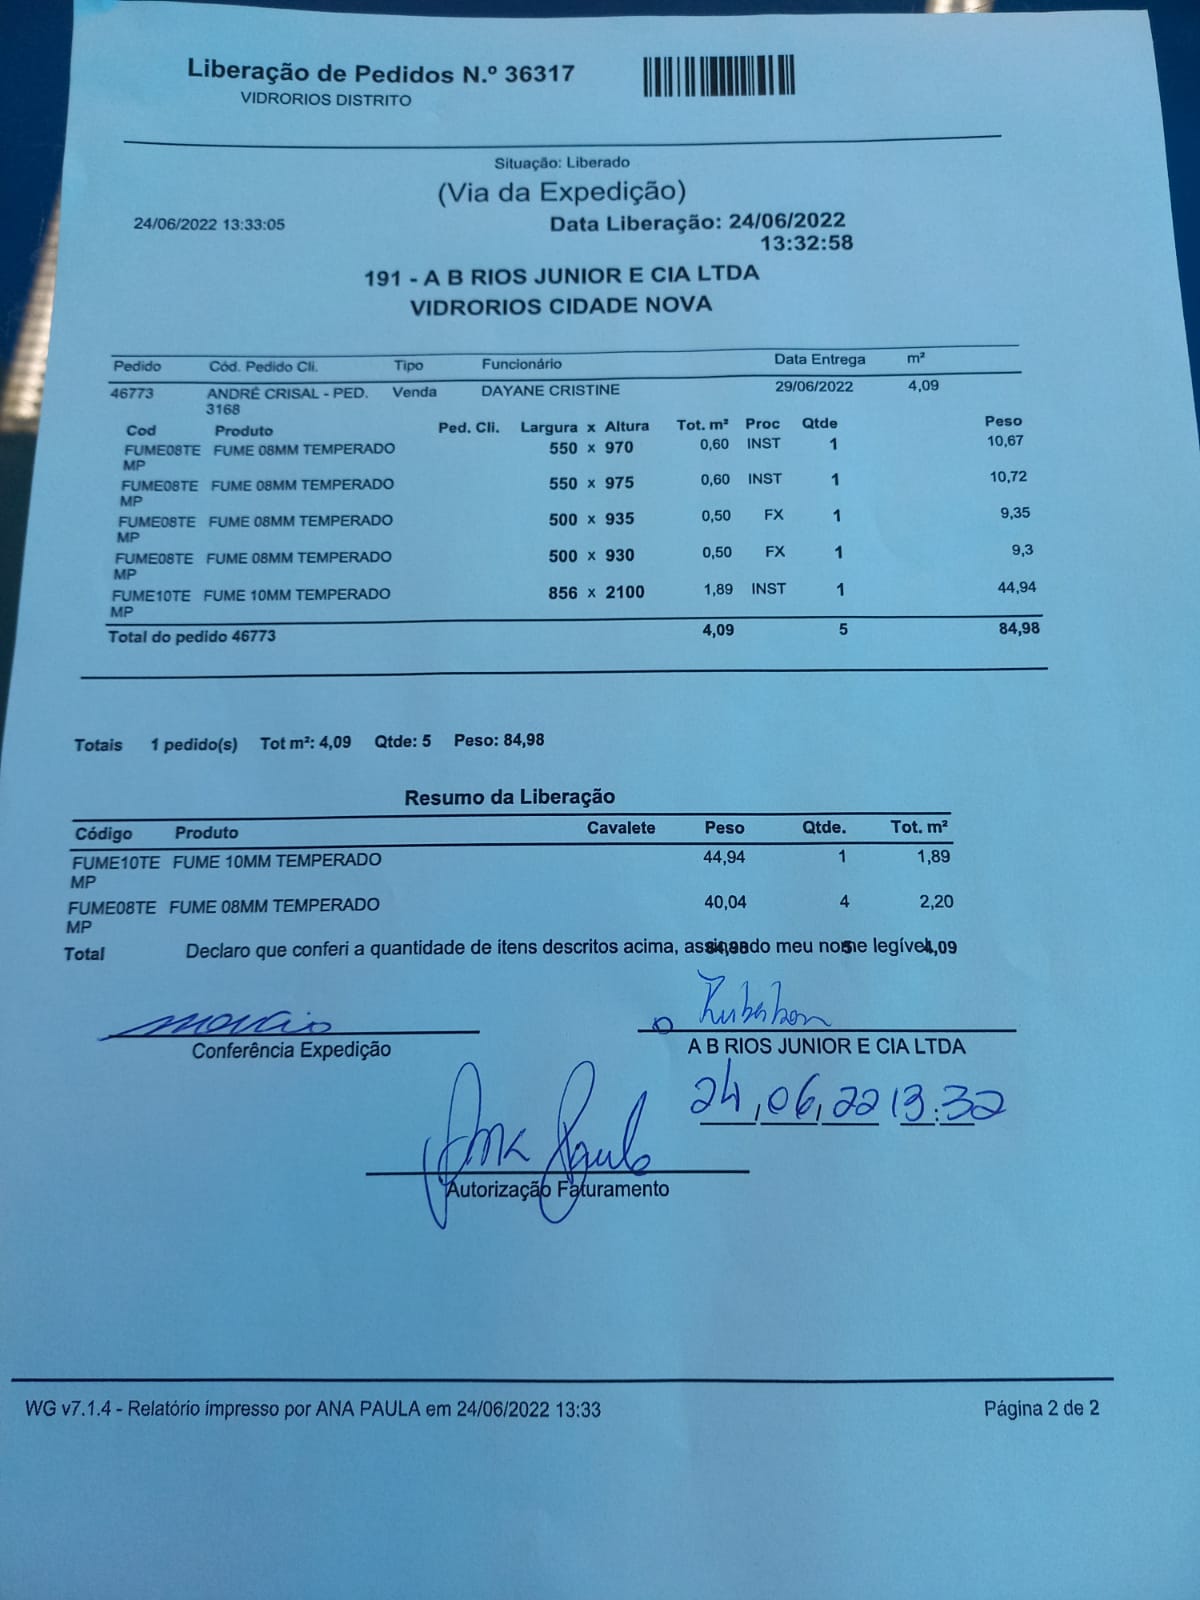 Liberação de Pedidos N.º 36317
VIDRORIOS DISTRITO
Situação: Liberado
(Via da Expedição)
24/06/2022 13:33:05
Data Liberação: 24/06/2022
13:32:58
191 - A B RIOS JUNIOR E CIA LTDA
VIDRORIOS CIDADE NOVA
Pedido Cód. Pedido Cli. Tipo Funcionário Data Entrega m²
46773 ANDRÉ CRISAL - PED. Venda DAYANE CRISTINE 29/06/2022 4,09
3168
Cod Produto Ped. Cli. Largura x Altura Tot. m² Proc Qtde Peso
FUME08TE FUME 08MM TEMPERADO 550 x 970 0,60 INST 1 10,67
MP
FUME08TE FUME 08MM TEMPERADO 550 x 975 0,60 INST 1 10,72
MP
FUME08TE FUME 08MM TEMPERADO 500 x 935 0,50 FX 1 9,35
MP
FUME08TE FUME 08MM TEMPERADO 500 x 930 0,50 FX 1 9,3
MP
FUME10TE FUME 10MM TEMPERADO 856 x 2100 1,89 INST 1 44,94
MP
Total do pedido 46773 4,09 5 84,98
Totais 1 pedido(s) Tot m²: 4,09 Qtde: 5 Peso: 84,98
Resumo da Liberação
Código Produto Cavalete Peso Qtde. Tot. m²
FUME10TE FUME 10MM TEMPERADO 44,94 1 1,89
MP
FUME08TE FUME 08MM TEMPERADO 40,04 4 2,20
MP
Total 84,98 5 4,09
Declaro que conferi a quantidade de itens descritos acima, assinado meu nome legível.
Conferência Expedição
A B RIOS JUNIOR E CIA LTDA
24,06,22 13:32
Ana Paula
Autorização Faturamento
WG v7.1.4 - Relatório impresso por ANA PAULA em 24/06/2022 13:33
Página 2 de 2